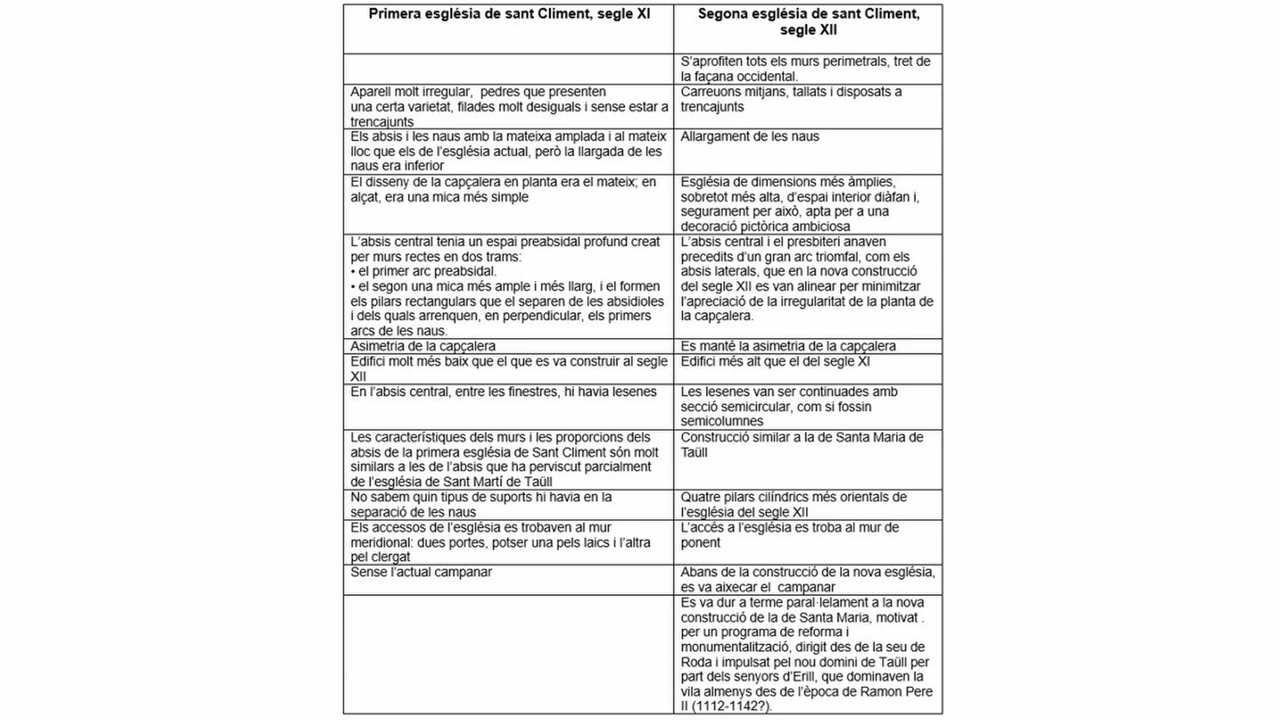 Primera església de sant Climent, segle XI
Segona església de sant Climent,
segle XII
S'aprofiten tots els murs perimetrals, tret de
la façana occidental.
Aparell molt irregular, pedres que presenten
una certa varietat, filades molt desiguals i sense estar a
trencajunts
Carreuons mitjans, tallats i disposats a
trencajunts
Els absis i les naus amb la mateixa amplada i al mateix
lloc que els de l'església actual, però la llargada de les
naus era inferior
Allargament de les naus
El disseny de la capçalera en planta era el mateix; en
alçat, era una mica més simple
Església de dimensions més àmplies,
sobretot més alta, d'espai interior diàfan i,
segurament per això, apta per a una
decoració pictòrica ambiciosa
L'absis central tenia un espai preabsidal profund creat
per murs rectes en dos trams:
• el primer arc preabsidal.
• el segon una mica més ample i més llarg, i el formen
els pilars rectangulars que el separen de les absidioles
i dels quals arrenquen, en perpendicular, els primers
arcs de les naus.
L'absis central i el presbiteri anaven
precedits d'un gran arc triomfal, com els
absis laterals, que en la nova construcció
del segle XII es van alinear per minimitzar
l'apreciació de la irregularitat de la planta de
la capçalera.
Asimetria de la capçalera
Es manté la asimetria de la capçalera
Edifici molt més baix que el que es va construir al segle
XII
Edifici més alt que el del segle XI
En l'absis central, entre les finestres, hi havia lesenes
Les lesenes van ser continuades amb
secció semicircular, com si fossin
semicolumnes
Les característiques dels murs i les proporcions dels
absis de la primera església de Sant Climent són molt
similars a les de l'absis que ha perviscut parcialment
de l'església de Sant Martí de Taüll
Construcció similar a la de Santa Maria de
Taüll
No sabem quin tipus de suports hi havia en la
separació de les naus
Quatre pilars cilíndrics més orientals de
l'església del segle XII
Els accessos de l'església es trobaven al mur
meridional: dues portes, potser una pels laics i l'altra
pel clergat
L'accés a l'església es troba al mur de
ponent
Sense l'actual campanar
Abans de la construcció de la nova església,
es va aixecar el campanar
Es va dur a terme paral·lelament a la nova
construcció de la de Santa Maria, motivat .
per un programa de reforma i
monumentalització, dirigit des de la seu de
Roda i impulsat pel nou domini de Taüll per
part dels senyors d'Erill, que dominaven la
vila almenys des de l'època de Ramon Pere
II (1112-1142?).